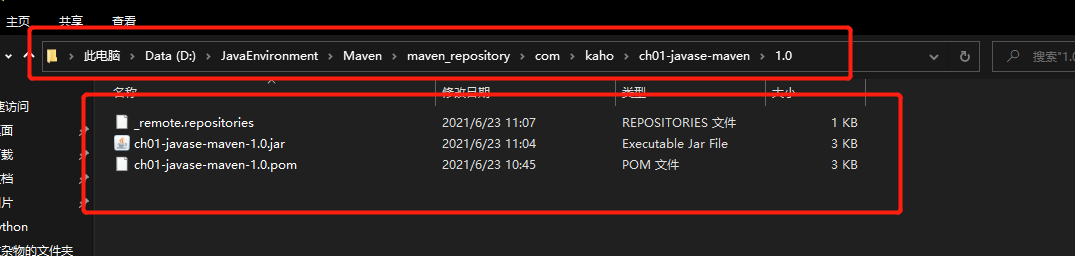 主页 共享 查看
此电脑 Data (D:) JavaEnvironment Maven maven_repository com kaho ch01-javase-maven 1.0 搜索"1.0
名称 修改日期 类型 大小
速访问
_remote.repositories 2021/6/23 11:07 REPOSITORIES 文件 1 KB
桌面
ch01-javase-maven-1.0.jar 2021/6/23 11:04 Executable Jar File 3 KB
下载
ch01-javase-maven-1.0.pom 2021/6/23 10:45 POM 文件 3 KB
文档
图片
ython
杂物的文件夹